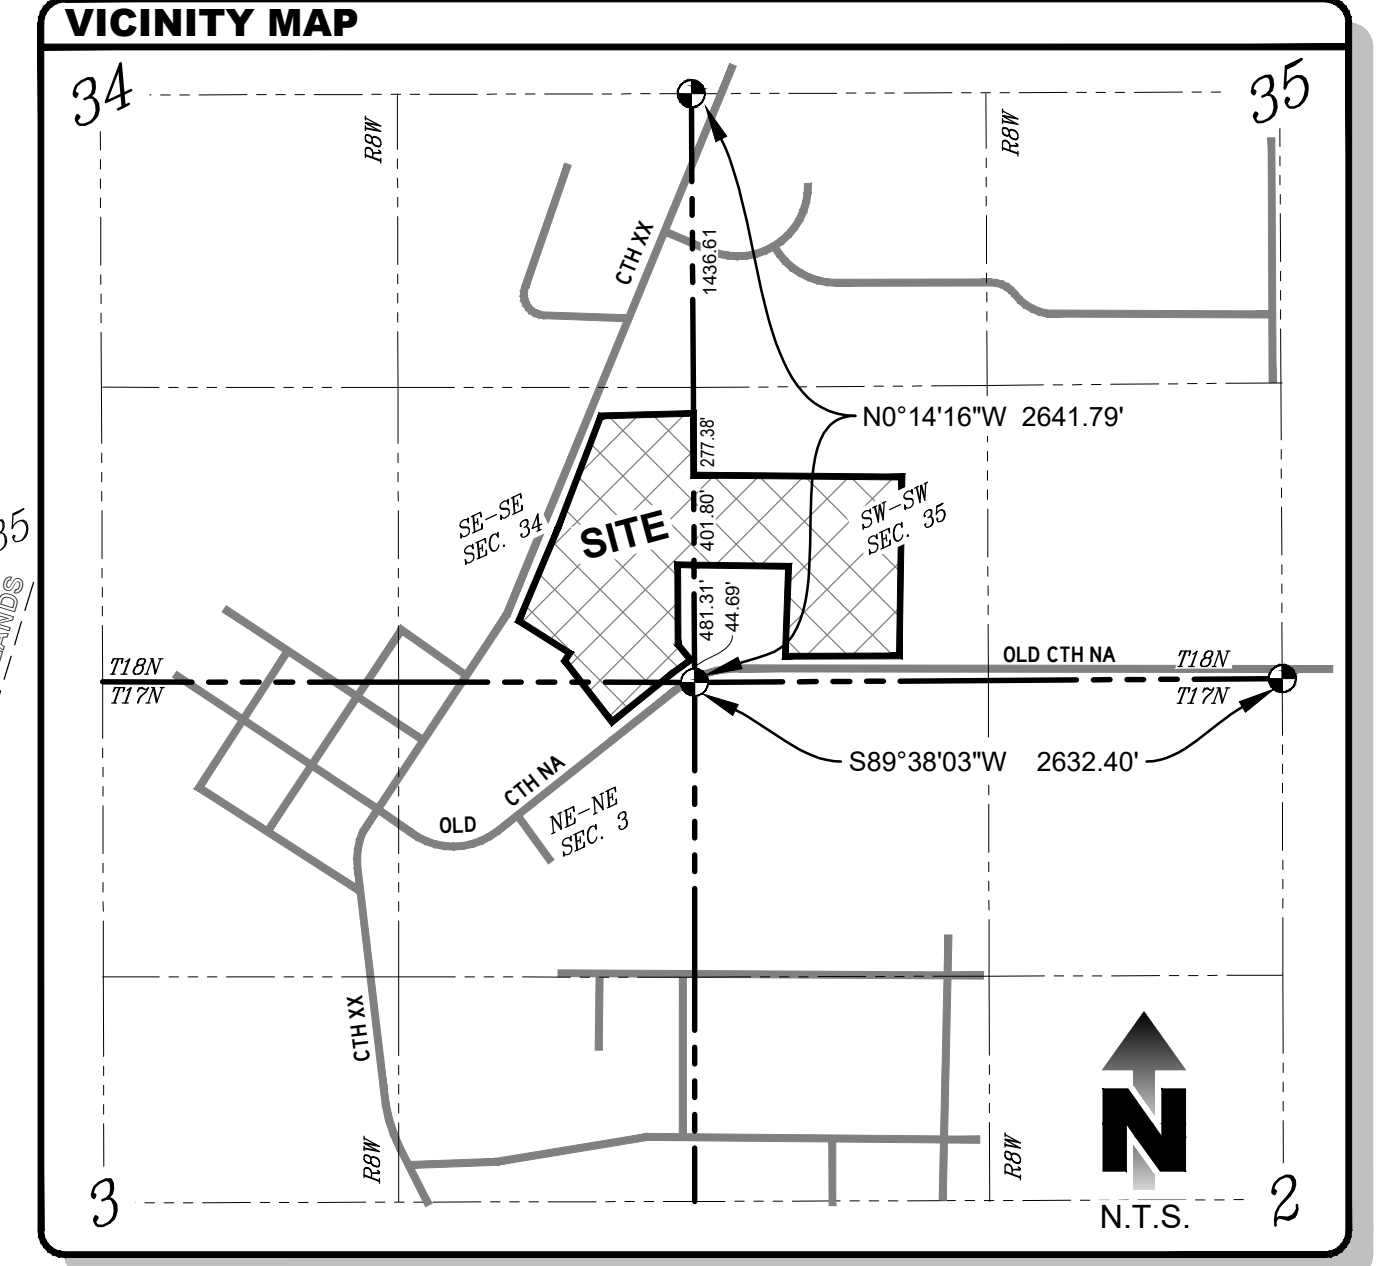 VICINITY MAP
34
35
R8W
R8W
CTH XX
1436.61
N0°14'16"W 2641.79'
277.38'
SE-SE
SEC. 34
SITE
401.80'
SW-SW
SEC. 35
35
481.31'
44.69'
OLD CTH NA
T18N
T17N
T18N
T17N
S89°38'03"W 2632.40'
OLD CTH NA
NE-NE
SEC. 3
CTH XX
R8W
R8W
3
2
N
N.T.S.